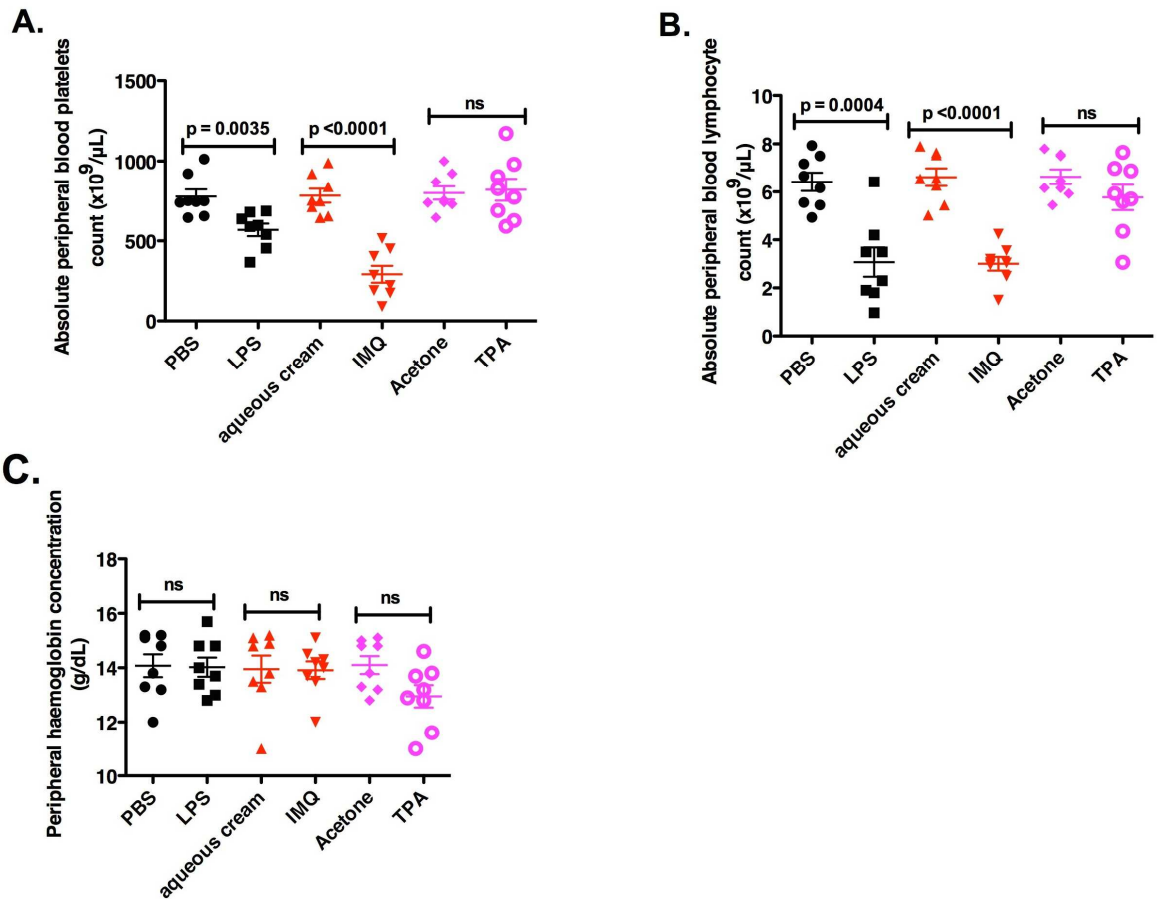 A.
Absolute peripheral blood platelets
count (x10⁹/µL)
1500
1000
500
0
p = 0.0035
p <0.0001
ns
PBS
LPS
aqueous cream
IMQ
Acetone
TPA
B.
Absolute peripheral blood lymphocyte
count (x10⁹/µL)
10
8
6
4
2
0
p = 0.0004
p <0.0001
ns
PBS
LPS
aqueous cream
IMQ
Acetone
TPA
C.
Peripheral haemoglobin concentration
(g/dL)
18
16
14
12
10
ns
ns
ns
PBS
LPS
aqueous cream
IMQ
Acetone
TPA